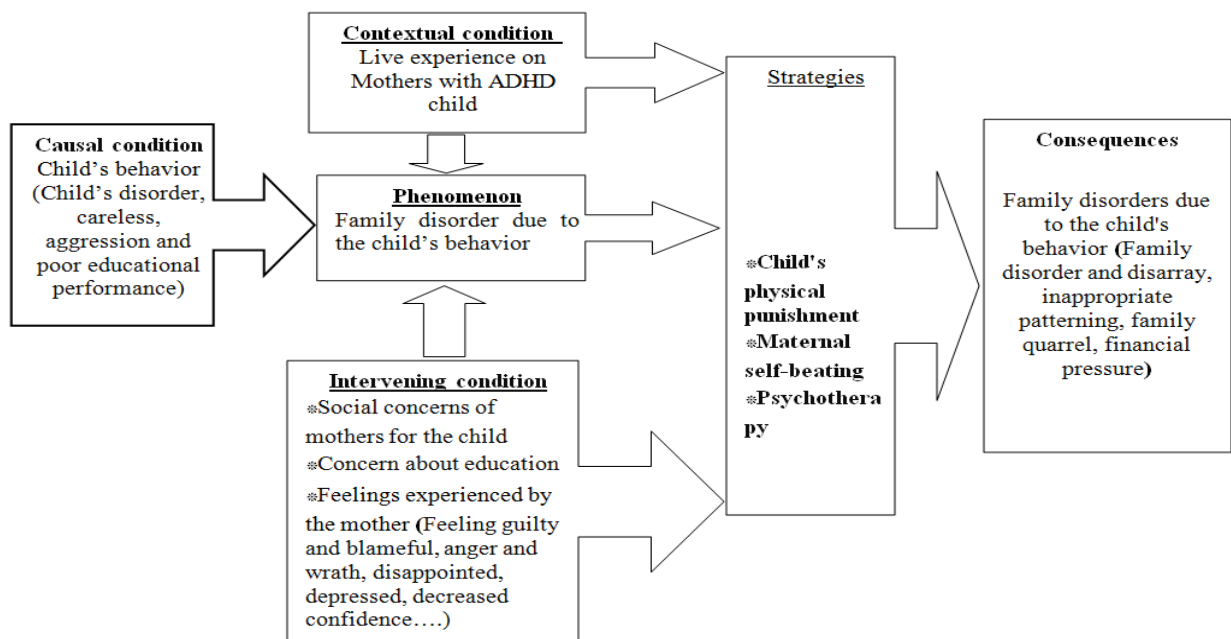 Contextual condition
Live experience on
Mothers with ADHD
child
Causal condition
Child's behavior
(Child's disorder,
careless,
aggression and
poor educational
performance)
Phenomenon
Family disorder due to
the child's behavior
Intervening condition
*Social concerns of
mothers for the child
*Concern about education
*Feelings experienced by
the mother (Feeling guilty
and blameful, anger and
wrath, disappointed,
depressed, decreased
confidence....)
Strategies
*Child's
physical
punishment
*Maternal
self-beating
*Psychothera
py
Consequences
Family disorders due
to the child's
behavior (Family
disorder and disarray,
inappropriate
patterning, family
quarrel, financial
pressure)